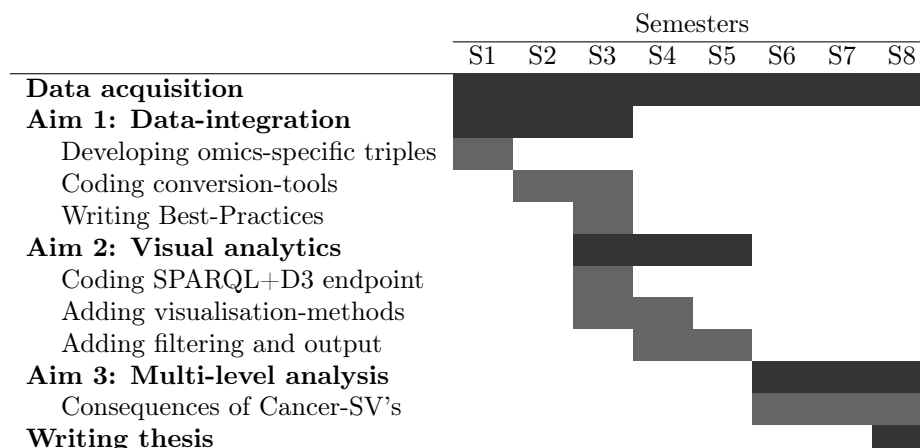 Semesters
S1 S2 S3 S4 S5 S6 S7 S8
Data acquisition
Aim 1: Data-integration
Developing omics-specific triples
Coding conversion-tools
Writing Best-Practices
Aim 2: Visual analytics
Coding SPARQL+D3 endpoint
Adding visualisation-methods
Adding filtering and output
Aim 3: Multi-level analysis
Consequences of Cancer-SV's
Writing thesis